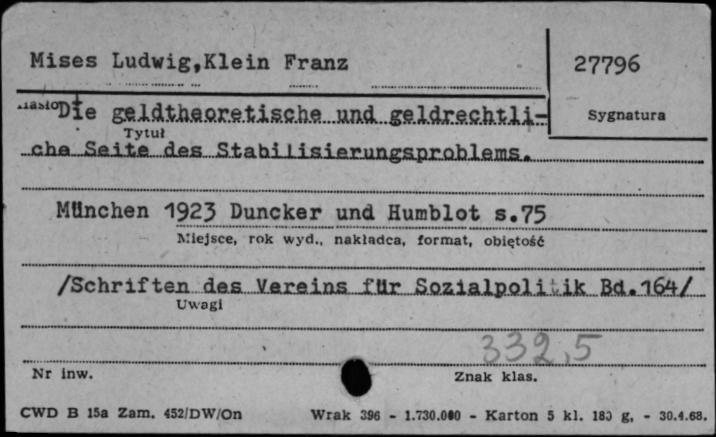 Mises Ludwig,Klein Franz
27796
Hasło Die geldtheoretische und geldrechtli-
Sygnatura
Tytuł
che Seite des Stabilisierungsproblems.
München 1923 Duncker und Humblot s.75
Miejsce, rok wyd., nakładca, format, objętość
/Schriften des Vereins für Sozialpolitik Bd.164/
Uwagi
332,5
Nr inw.
Znak klas.
CWD B 15a Zam. 452/DW/On Wrak 396 - 1.730.000 - Karton 5 kl. 180 g, - 30.4.68.